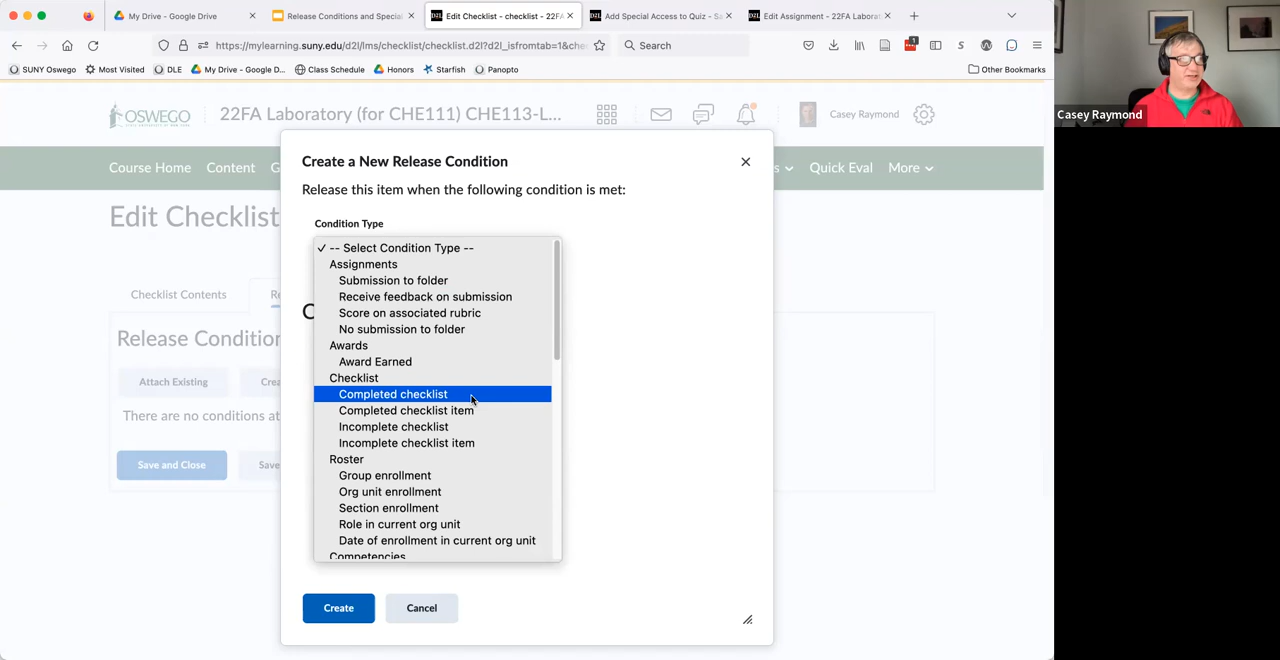 My Drive - Google Drive
Release Conditions and Special
Edit Checklist - checklist - 22FA
Add Special Access to Quiz - Sa
Edit Assignment - 22FA Laborat
https://mylearning.suny.edu/d2l/lms/checklist/checklist.d2l?d2l_isfromtab=1&che
Search
SUNY Oswego
Most Visited
DLE
My Drive - Google D...
Class Schedule
Honors
Starfish
Panopto
Other Bookmarks
OSWEGO
22FA Laboratory (for CHE111) CHE113-L...
Casey Raymond
Casey Raymond
Course Home
Content
G
s
Quick Eval
More
Edit Checklist
Checklist Contents
Re
Release Condition
Attach Existing
Crea
There are no conditions at
Save and Close
Save
Create a New Release Condition
Release this item when the following condition is met:
Condition Type
C
✓ -- Select Condition Type --
Assignments
Submission to folder
Receive feedback on submission
Score on associated rubric
No submission to folder
Awards
Award Earned
Checklist
Completed checklist
Completed checklist item
Incomplete checklist
Incomplete checklist item
Roster
Group enrollment
Org unit enrollment
Section enrollment
Role in current org unit
Date of enrollment in current org unit
Competencies
Create
Cancel